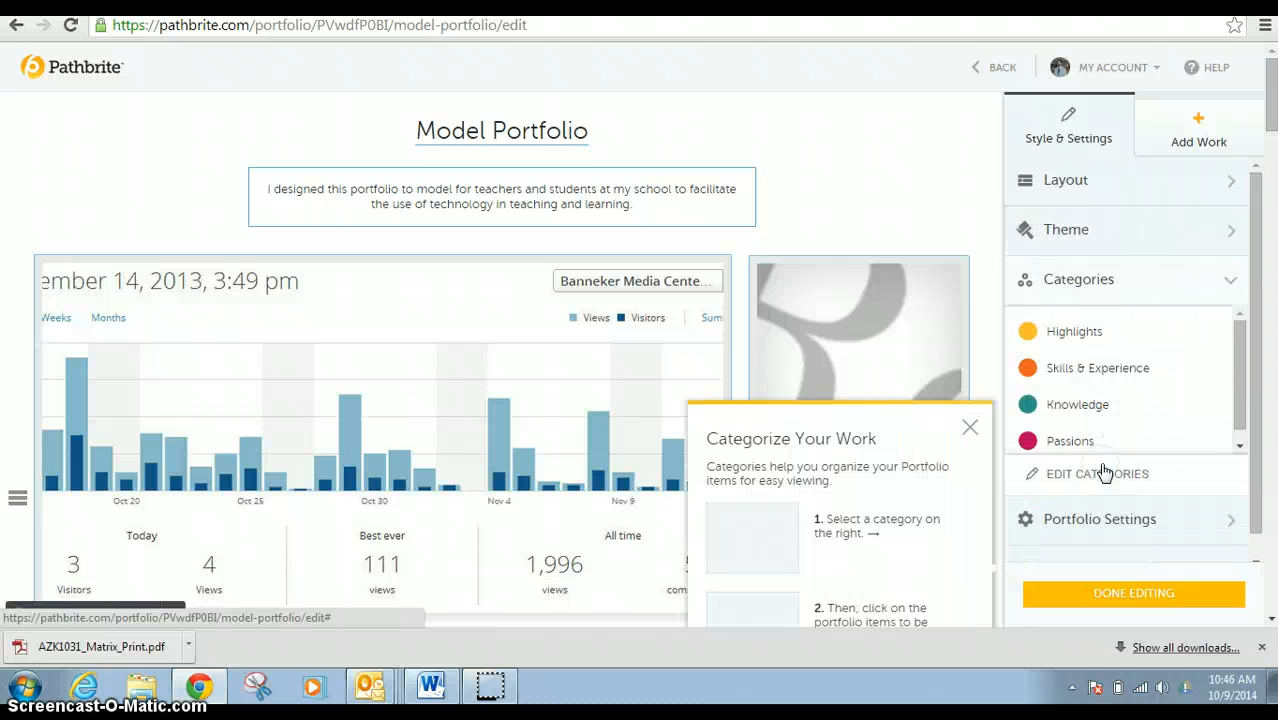 https://pathbrite.com/portfolio/PVwdfP0BI/model-portfolio/edit
Pathbrite™
BACK
MY ACCOUNT
? HELP
Model Portfolio
I designed this portfolio to model for teachers and students at my school to facilitate
the use of technology in teaching and learning.
ember 14, 2013, 3:49 pm
Banneker Media Cente...
Weeks
Months
Views
Visitors
Sum
Oct 20
Oct 25
Oct 30
Nov 4
Nov 9
Today
Best ever
All time
3
4
111
1,996
Visitors
Views
views
views
com
Categorize Your Work
Categories help you organize your Portfolio
items for easy viewing.
1. Select a category on
the right. →
2. Then, click on the
portfolio items to be
Style & Settings
Add Work
Layout
Theme
Categories
Highlights
Skills & Experience
Knowledge
Passions
EDIT CATEGORIES
Portfolio Settings
DONE EDITING
https://pathbrite.com/portfolio/PVwdfP0BI/model-portfolio/edit#
AZK1031_Matrix_Print.pdf
Show all downloads...
10:46 AM
10/9/2014
Screencast-O-Matic.com